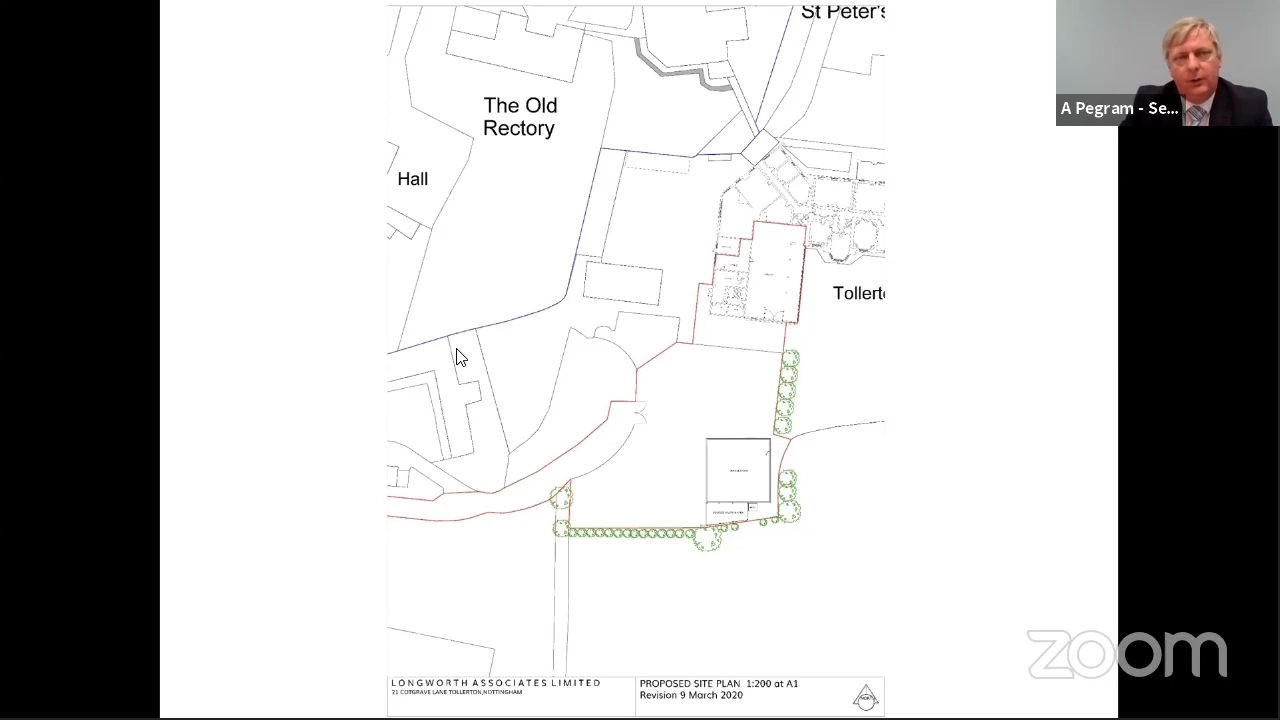 St Peter's
A Pegram - Se...
The Old
Rectory
Hall
Tollerto
LONGWORTH ASSOCIATES LIMITED
21 COTGRAVE LANE TOLLERTON,NOTTINGHAM
PROPOSED SITE PLAN 1:200 at A1
Revision 9 March 2020
zoom